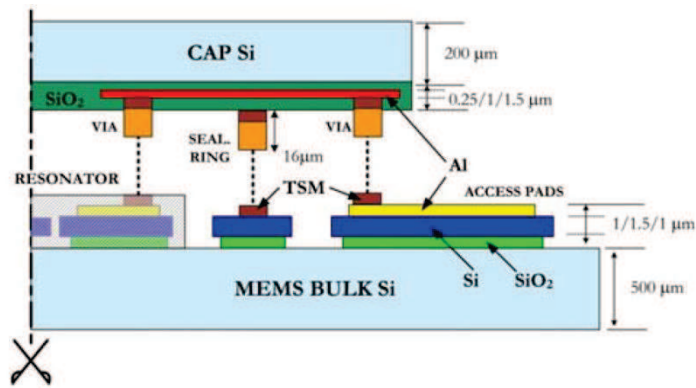 CAP Si
200 μm
SiO₂
0.25/1/1.5 μm
VIA
SEAL.
RING
16μm
VIA
Al
RESONATOR
TSM
ACCESS PADS
1/1.5/1 μm
Si
SiO₂
MEMS BULK Si
500 μm